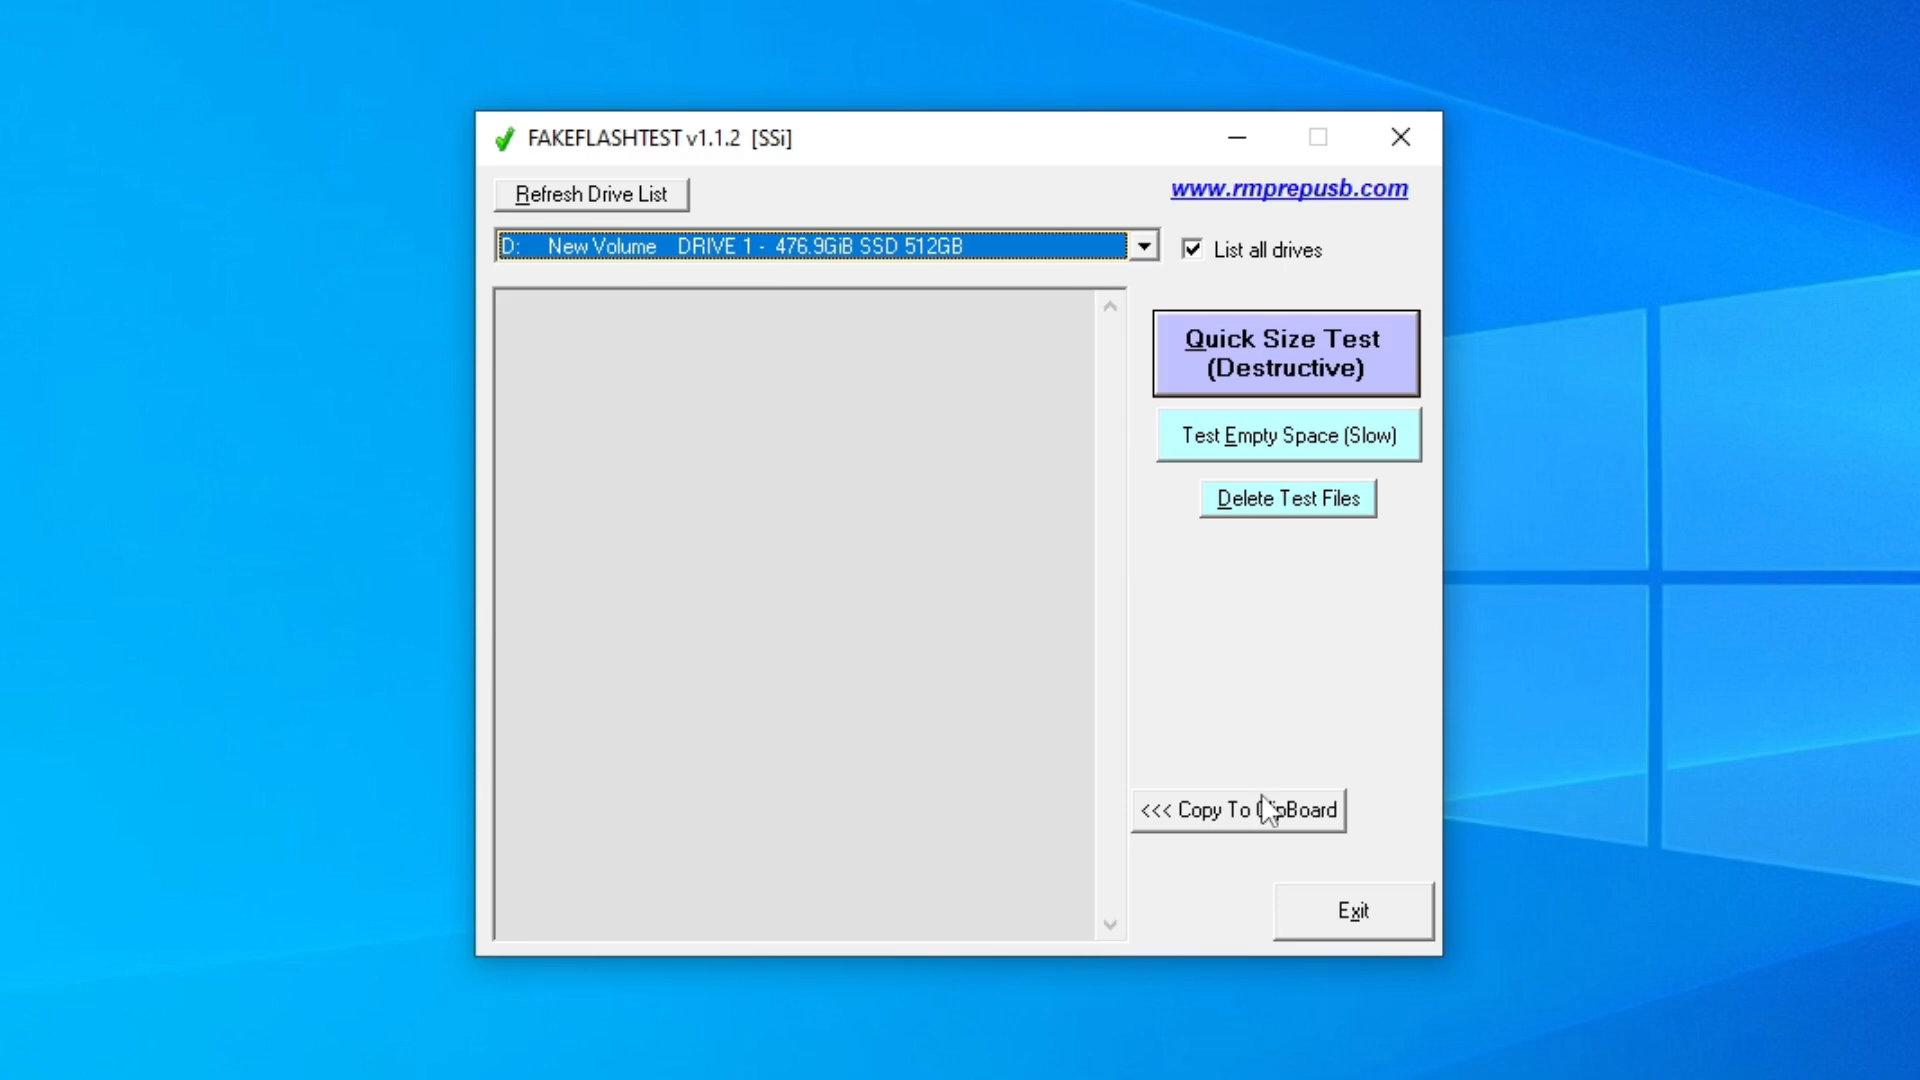 FAKEFLASHTEST v1.1.2 [SSi]
Refresh Drive List
www.rmprepusb.com
D: New Volume DRIVE 1 - 476.9GiB SSD 512GB
List all drives
Quick Size Test
(Destructive)
Test Empty Space (Slow)
Delete Test Files
<<< Copy To ClipBoard
Exit